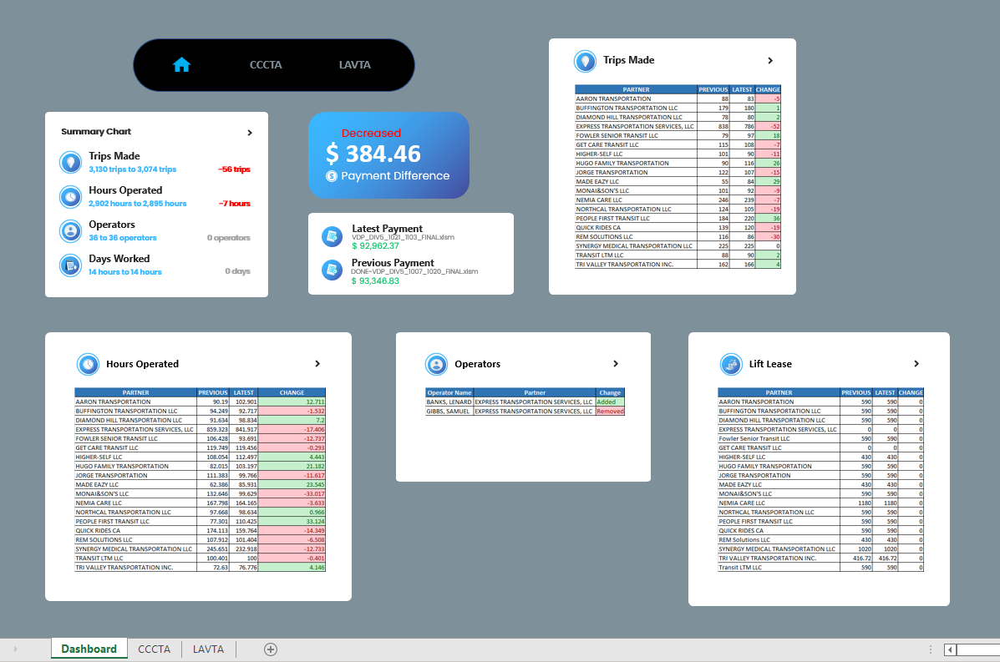 CCCTA LAVTA
Summary Chart
Trips Made
3,130 trips to 3,074 trips -56 trips
Hours Operated
2,902 hours to 2,895 hours -7 hours
Operators
36 to 36 operators 0 operators
Days Worked
14 hours to 14 hours 0 days
Decreased
$ 384.46
$ Payment Difference
Latest Payment
VDP_DIV5_1021_1103_FINAL.xlsm
$ 92,962.37
Previous Payment
DONE-VDP_DIV5_1007_1020_FINAL.xlsm
$ 93,346.83
Trips Made
PARTNER PREVIOUS LATEST CHANGE
AARON TRANSPORTATION 88 83 -5
BUFFINGTON TRANSPORTATION LLC 179 180 1
DIAMOND HILL TRANSPORTATION LLC 78 80 2
EXPRESS TRANSPORTATION SERVICES, LLC 838 786 -52
FOWLER SENIOR TRANSIT LLC 79 97 18
GET CARE TRANSIT LLC 115 108 -7
HIGHER-SELF LLC 101 90 -11
HUGO FAMILY TRANSPORTATION 90 116 26
JORGE TRANSPORTATION 122 107 -15
MADE EAZY LLC 55 84 29
MONAI&SON'S LLC 101 92 -9
NEMIA CARE LLC 246 239 -7
NORTHCAL TRANSPORTATION LLC 124 105 -19
PEOPLE FIRST TRANSIT LLC 184 220 36
QUICK RIDES CA 139 120 -19
REM SOLUTIONS LLC 116 86 -30
SYNERGY MEDICAL TRANSPORTATION LLC 225 225 0
TRANSIT LTM LLC 88 90 2
TRI VALLEY TRANSPORTATION INC. 162 166 4
Hours Operated
PARTNER PREVIOUS LATEST CHANGE
AARON TRANSPORTATION 90.19 102.901 12.711
BUFFINGTON TRANSPORTATION LLC 94.249 92.717 -1.532
DIAMOND HILL TRANSPORTATION LLC 91.634 98.834 7.2
EXPRESS TRANSPORTATION SERVICES, LLC 859.323 841.917 -17.406
FOWLER SENIOR TRANSIT LLC 106.428 93.691 -12.737
GET CARE TRANSIT LLC 119.749 119.456 -0.293
HIGHER-SELF LLC 108.054 112.497 4.443
HUGO FAMILY TRANSPORTATION 82.015 103.197 21.182
JORGE TRANSPORTATION 111.383 99.766 -11.617
MADE EAZY LLC 62.386 85.931 23.545
MONAI&SON'S LLC 132.646 99.629 -33.017
NEMIA CARE LLC 167.798 164.165 -3.633
NORTHCAL TRANSPORTATION LLC 97.668 98.634 0.966
PEOPLE FIRST TRANSIT LLC 77.301 110.425 33.124
QUICK RIDES CA 174.113 159.764 -14.349
REM SOLUTIONS LLC 107.912 101.404 -6.508
SYNERGY MEDICAL TRANSPORTATION LLC 245.651 232.918 -12.733
TRANSIT LTM LLC 100.401 100 -0.401
TRI VALLEY TRANSPORTATION INC. 72.63 76.776 4.146
Operators
Operator Name Partner Change
BANKS, LENARD EXPRESS TRANSPORTATION SERVICES, LLC Added
GIBBS, SAMUEL EXPRESS TRANSPORTATION SERVICES, LLC Removed
Lift Lease
PARTNER PREVIOUS LATEST CHANGE
AARON TRANSPORTATION 590 590 0
BUFFINGTON TRANSPORTATION LLC 590 590 0
DIAMOND HILL TRANSPORTATION LLC 590 590 0
EXPRESS TRANSPORTATION SERVICES, LLC 0 0 0
Fowler Senior Transit LLC 590 590 0
GET CARE TRANSIT LLC 0 0 0
HIGHER-SELF LLC 430 430 0
HUGO FAMILY TRANSPORTATION 590 590 0
JORGE TRANSPORTATION 590 590 0
MADE EAZY LLC 430 430 0
MONAI&SON'S LLC 590 590 0
NEMIA CARE LLC 1180 1180 0
NORTHCAL TRANSPORTATION LLC 590 590 0
PEOPLE FIRST TRANSIT LLC 590 590 0
QUICK RIDES CA 590 590 0
REM Solutions LLC 430 430 0
SYNERGY MEDICAL TRANSPORTATION LLC 1020 1020 0
TRI VALLEY TRANSPORTATION INC. 416.72 416.72 0
Transit LTM LLC 590 590 0
Dashboard CCCTA LAVTA